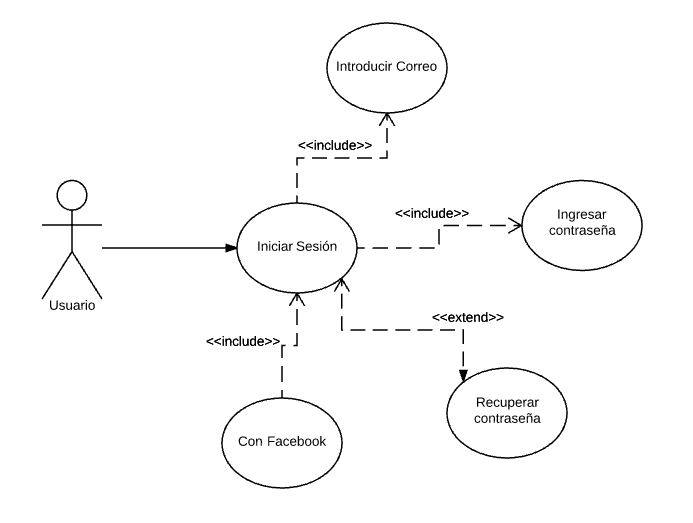 Introducir Correo
<<include>>
<<include>>
Ingresar
contraseña
Iniciar Sesión
Usuario
<<extend>>
<<include>>
Recuperar
contraseña
Con Facebook